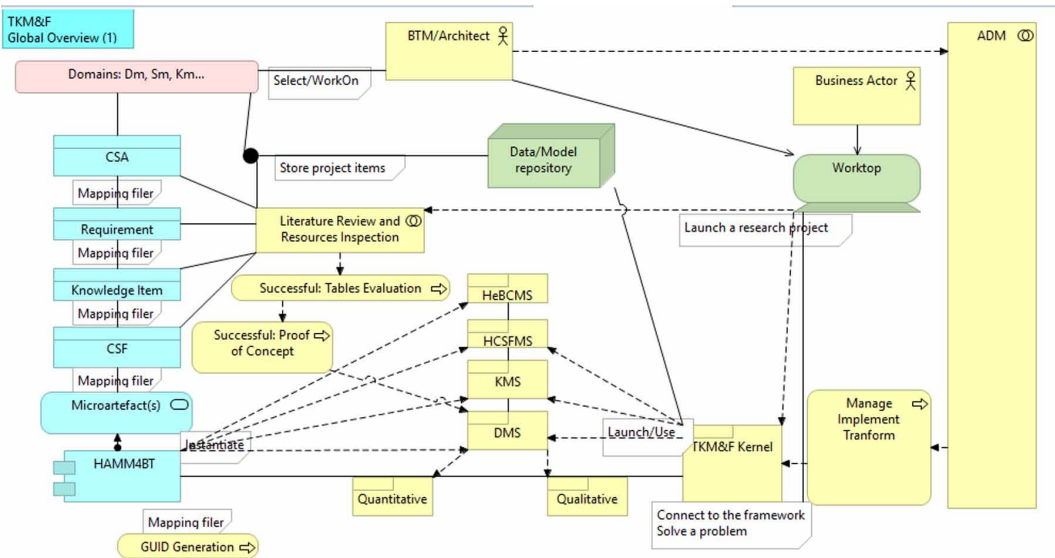 TKM&F
Global Overview (1)
BTM/Architect
ADM
Domains: Dm, Sm, Km...
Select/WorkOn
Business Actor
CSA
Data/Model
repository
Store project items
Worktop
Mapping filer
Requirement
Literature Review and
Resources Inspection
Launch a research project
Mapping filer
Knowledge Item
Successful: Tables Evaluation
HeBCMS
Mapping filer
Successful: Proof
of Concept
HCSFMS
CSF
KMS
Mapping filer
Microartefact(s)
Manage
Implement
Tranform
DMS
Launch/Use
Instantiate
TKM&F Kernel
HAMM4BT
Quantitative
Qualitative
Connect to the framework
Solve a problem
Mapping filer
GUID Generation